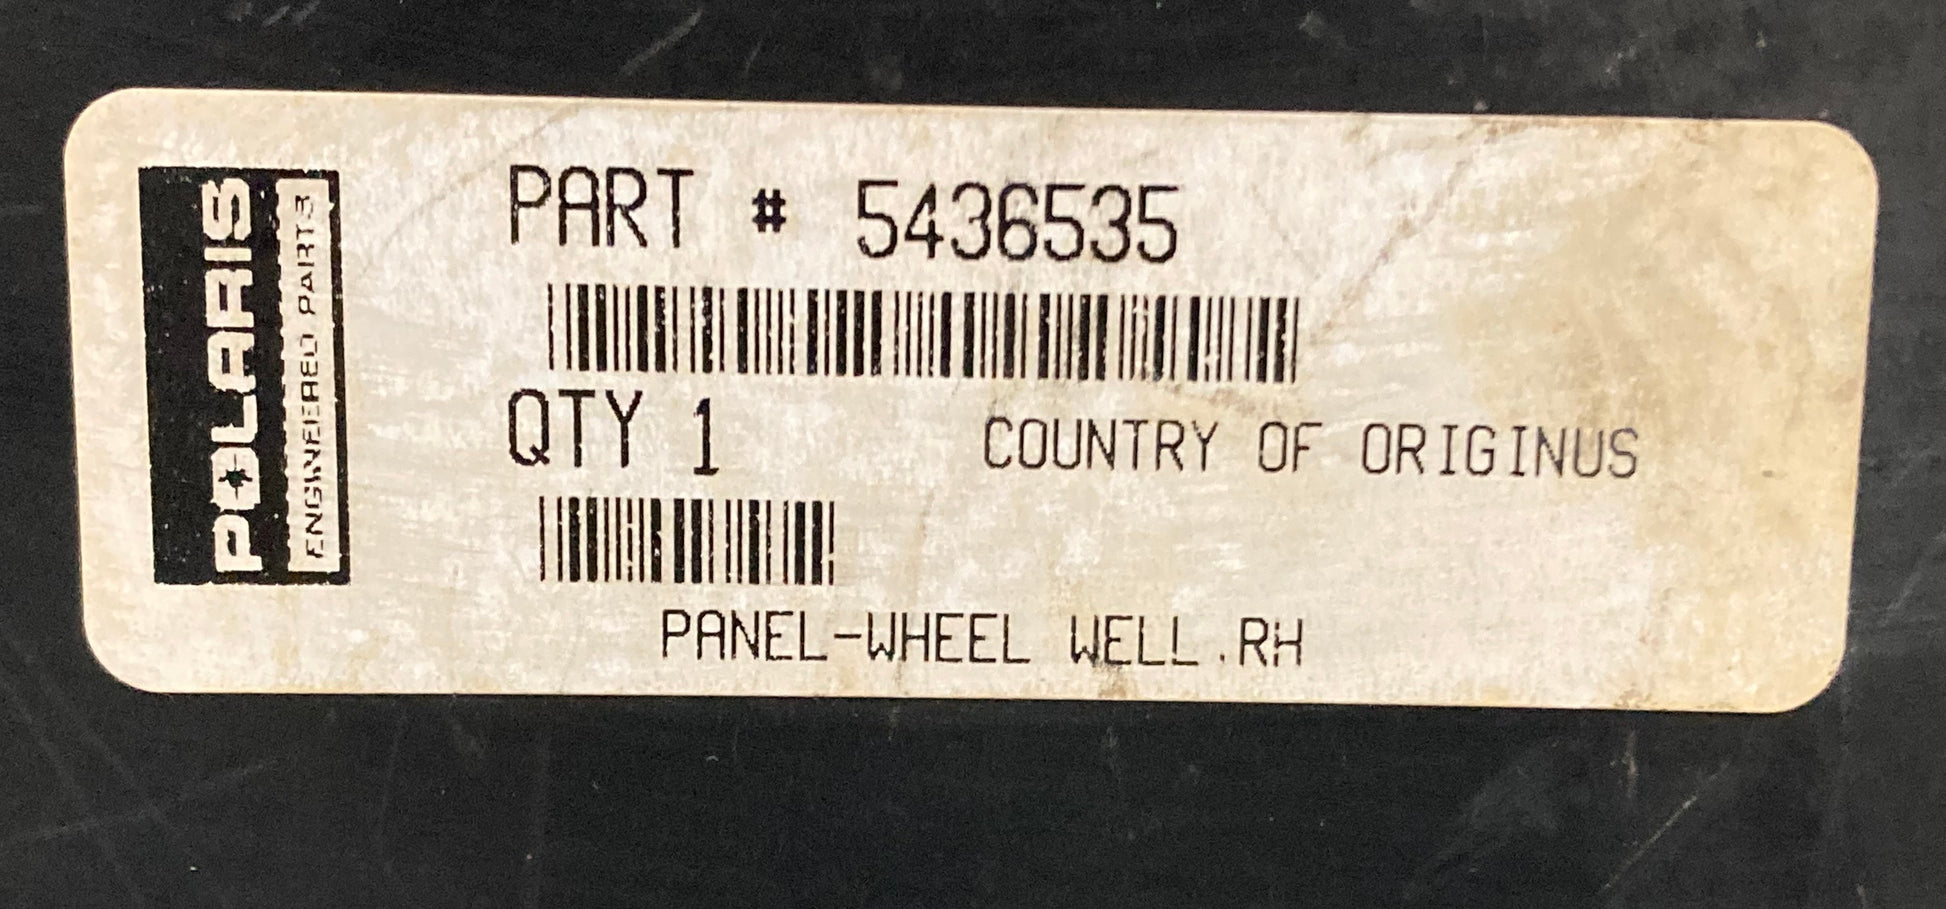 POLARIS
ENGINEERED PARTS
PART # 5436535
QTY 1
COUNTRY OF ORIGINUS
PANEL-WHEEL WELL.RH